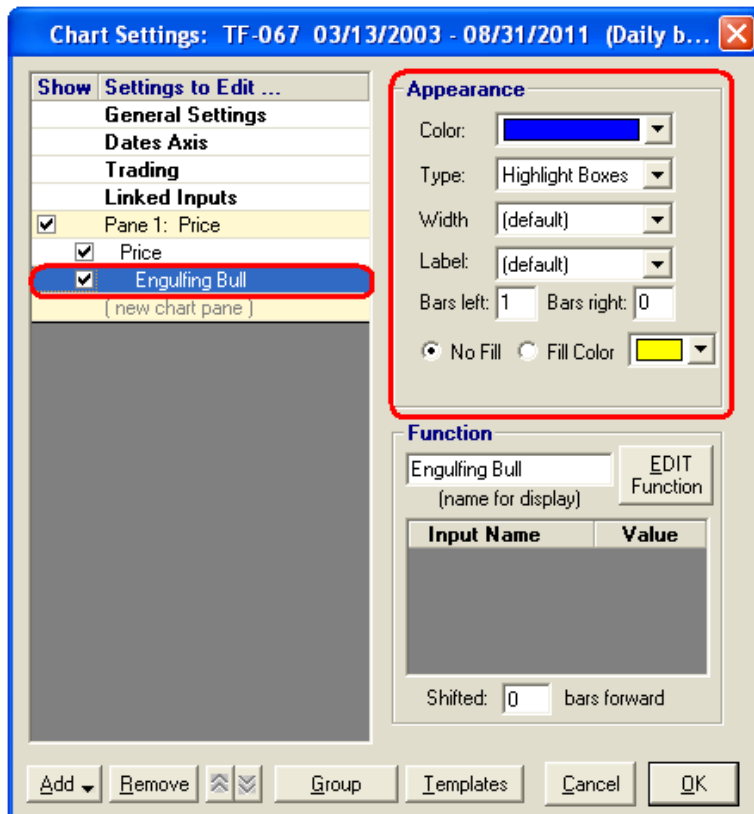 Chart Settings: TF-067 03/13/2003 - 08/31/2011 (Daily b...
Show Settings to Edit ...
General Settings
Dates Axis
Trading
Linked Inputs
Pane 1: Price
Price
Engulfing Bull
( new chart pane )
Appearance
Color:
Type: Highlight Boxes
Width (default)
Label: (default)
Bars left: 1 Bars right: 0
No Fill Fill Color
Function
Engulfing Bull
(name for display)
EDIT
Function
Input Name Value
Shifted: 0 bars forward
Add Remove Group Templates Cancel OK